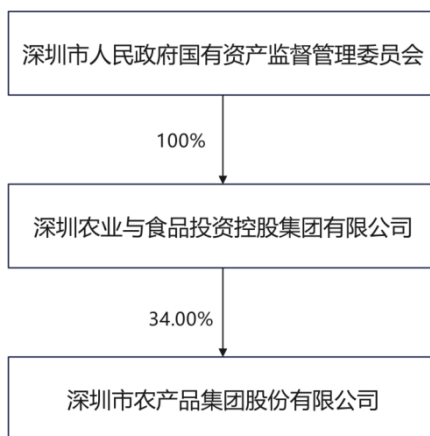 深圳市人民政府国有资产监督管理委员会
100%
深圳农业与食品投资控股集团有限公司
34.00%
深圳市农产品集团股份有限公司